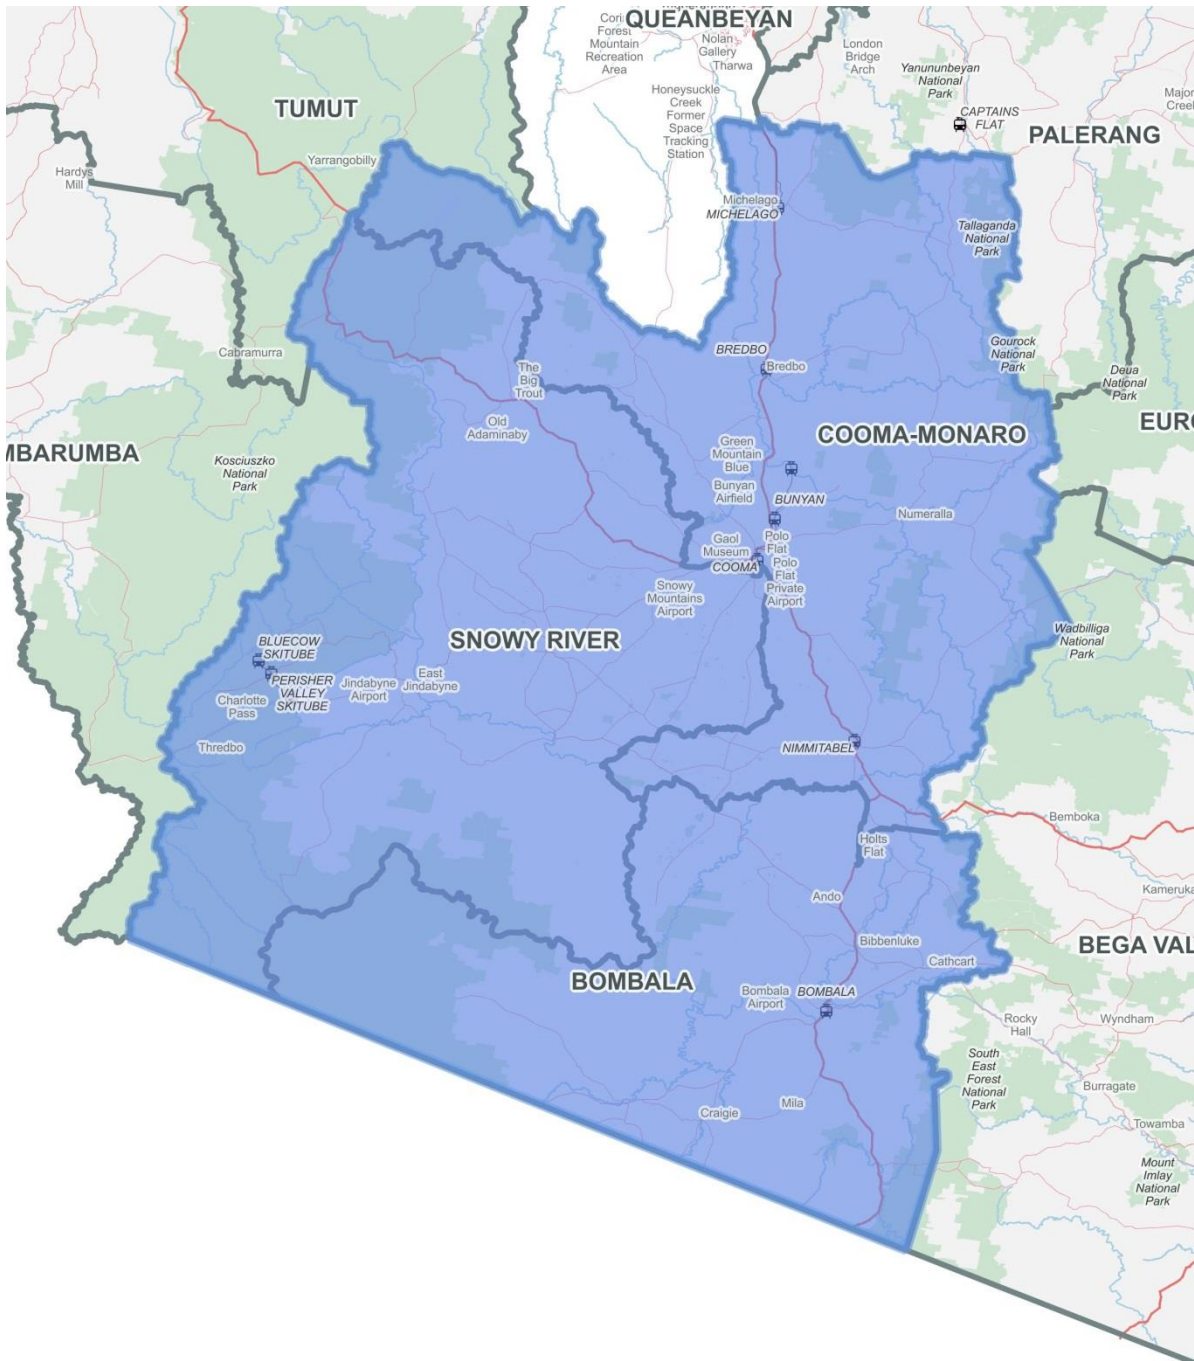 QUEANBEYAN
Forest
Mountain
Recreation
Area
Nolan
Gallery
Tharwa
London
Bridge
Arch
Yanununbeyan
National
Park
CAPTAINS
FLAT
Major
Creek
TUMUT
PALERANG
Honeysuckle
Creek
Former
Space
Tracking
Station
Yarrangobilly
Hardys
Mill
Michelago
MICHELAGO
Tallaganda
National
Park
Cabramurra
The
Big
Trout
BREDBO
Bredbo
Gourock
National
Park
Deua
National
Park
Old
Adaminaby
COOMA-MONARO
EURO
MBARUMBA
Kosciuszko
National
Park
Green
Mountain
Blue
Bunyan
Airfield
BUNYAN
Numeralla
Gaol
Museum
COOMA
Polo
Flat
Polo
Flat
Private
Airport
Snowy
Mountains
Airport
SNOWY RIVER
Wadbilliga
National
Park
BLUECOW
SKITUBE
PERISHER
VALLEY
SKITUBE
Charlotte
Pass
Jindabyne
Airport
East
Jindabyne
Thredbo
NIMMITABEL
Bemboka
Holts
Flat
Kameruka
Ando
Bibbenluke
Cathcart
BEGA VAL
BOMBALA
Bombala
Airport
BOMBALA
Rocky
Hall
Wyndham
South
East
Forest
National
Park
Burragate
Craigie
Mila
Towamba
Mount
Imlay
National
Park